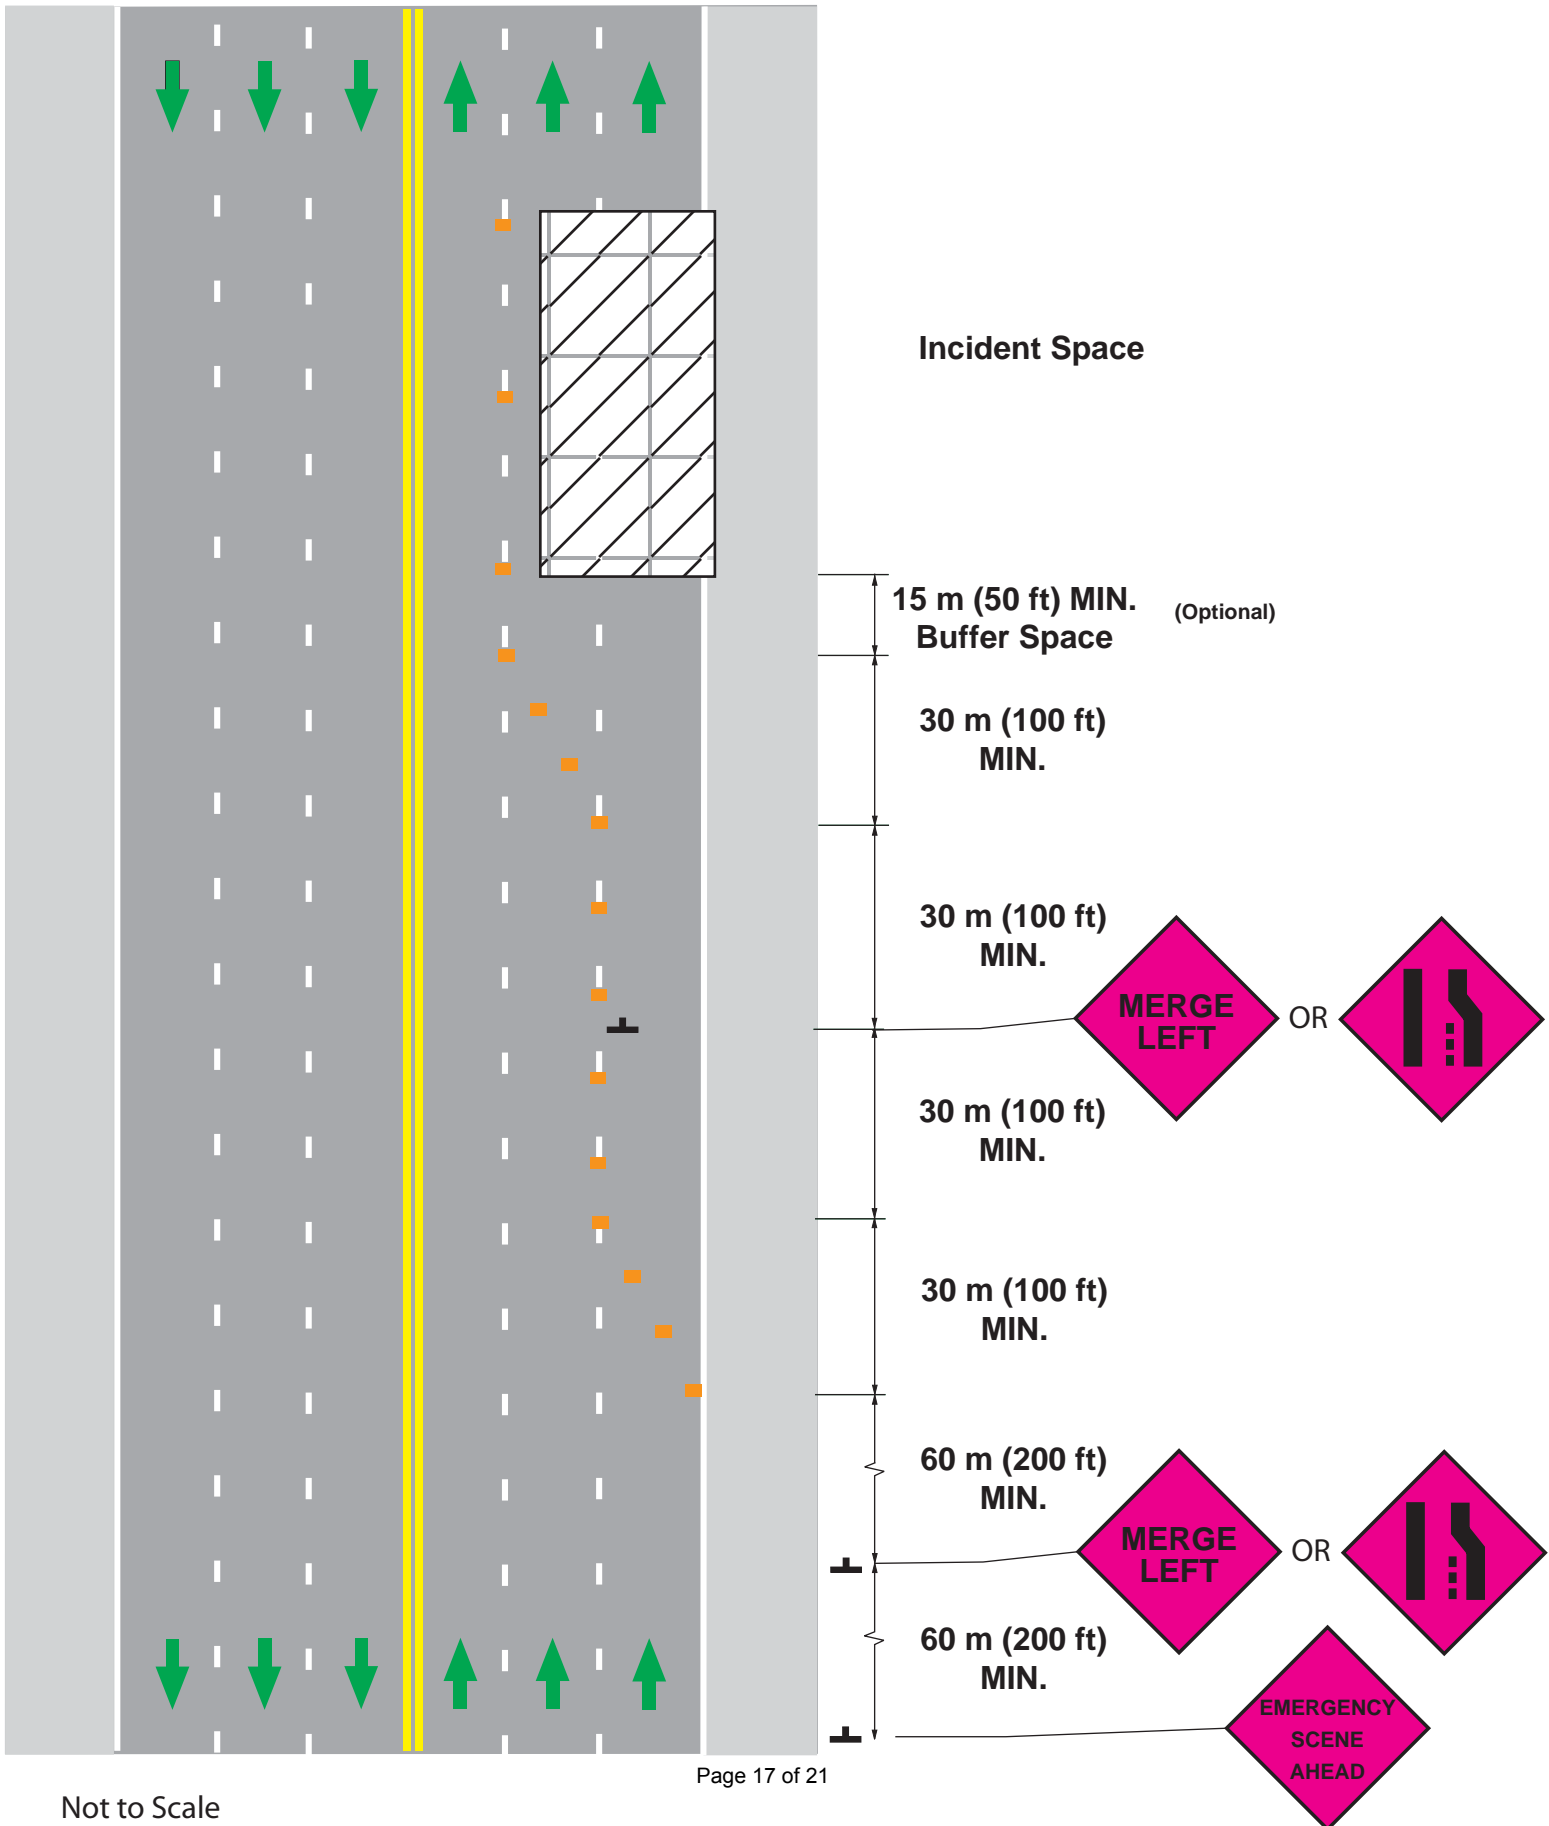 Incident Space
15 m (50 ft) MIN.
Buffer Space
(Optional)
30 m (100 ft)
MIN.
30 m (100 ft)
MIN.
MERGE
LEFT
OR
30 m (100 ft)
MIN.
30 m (100 ft)
MIN.
60 m (200 ft)
MIN.
MERGE
LEFT
OR
60 m (200 ft)
MIN.
EMERGENCY
SCENE
AHEAD
Page 17 of 21
Not to Scale